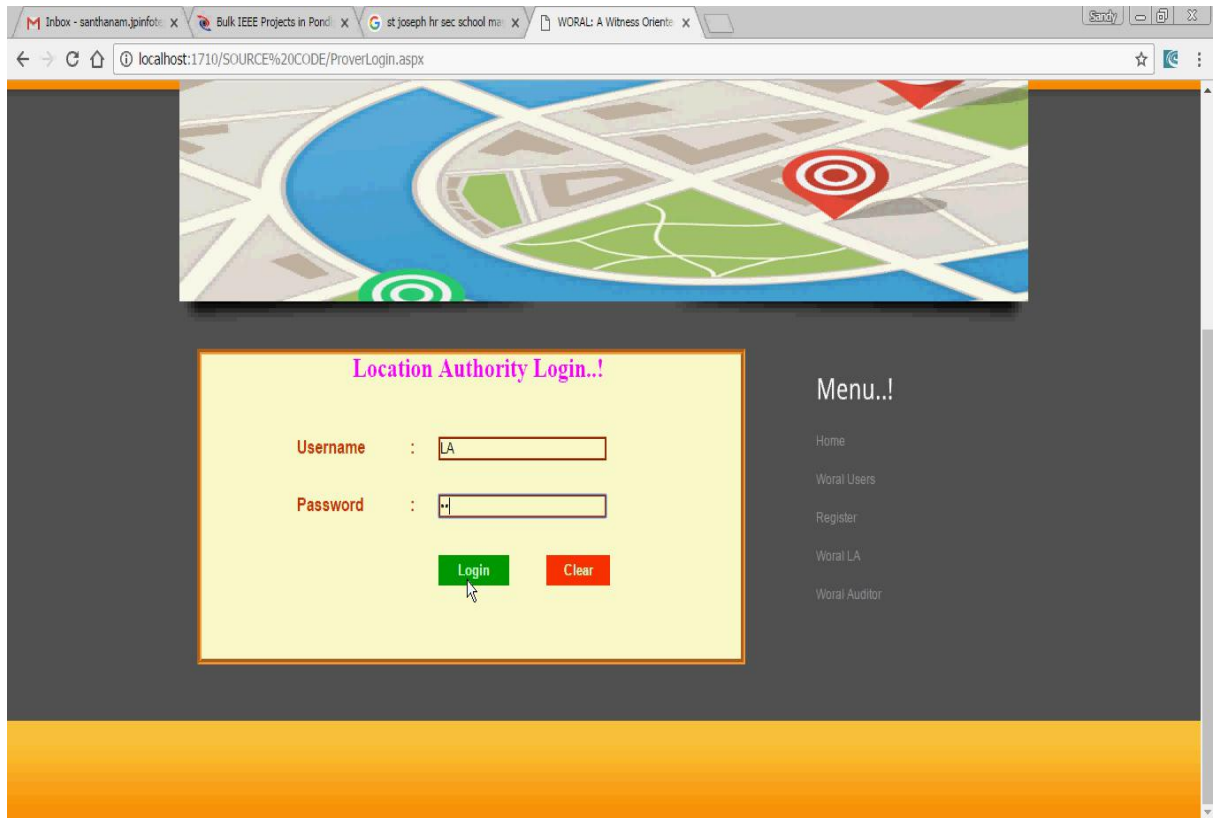 Inbox - santhanam.jpinfote
Bulk IEEE Projects in Pond
st joseph hr sec school ma
WORAL: A Witness Oriente
Sandy
localhost:1710/SOURCE%20CODE/ProverLogin.aspx
Location Authority Login..!
Username : LA
Password : ••
Login Clear
Menu..!
Home
Woral Users
Register
Woral LA
Woral Auditor